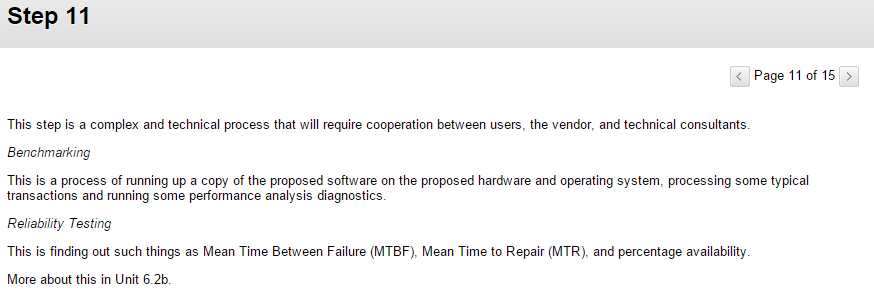 Step 11
Page 11 of 15
This step is a complex and technical process that will require cooperation between users, the vendor, and technical consultants.
Benchmarking
This is a process of running up a copy of the proposed software on the proposed hardware and operating system, processing some typical
transactions and running some performance analysis diagnostics.
Reliability Testing
This is finding out such things as Mean Time Between Failure (MTBF), Mean Time to Repair (MTR), and percentage availability.
More about this in Unit 6.2b.